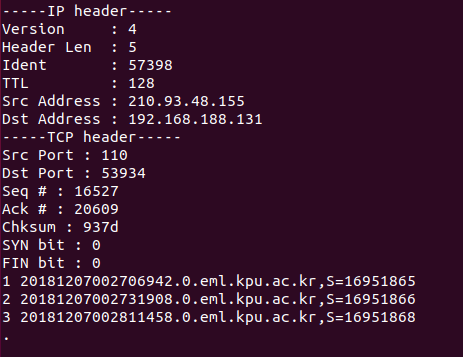 -----IP header-----
Version     : 4
Header Len  : 5
Ident       : 57398
TTL         : 128
Src Address : 210.93.48.155
Dst Address : 192.168.188.131
-----TCP header-----
Src Port : 110
Dst Port : 53934
Seq # : 16527
Ack # : 20609
Chksum : 937d
SYN bit : 0
FIN bit : 0
1 20181207002706942.0.eml.kpu.ac.kr,S=16951865
2 20181207002731908.0.eml.kpu.ac.kr,S=16951866
3 20181207002811458.0.eml.kpu.ac.kr,S=16951868
.